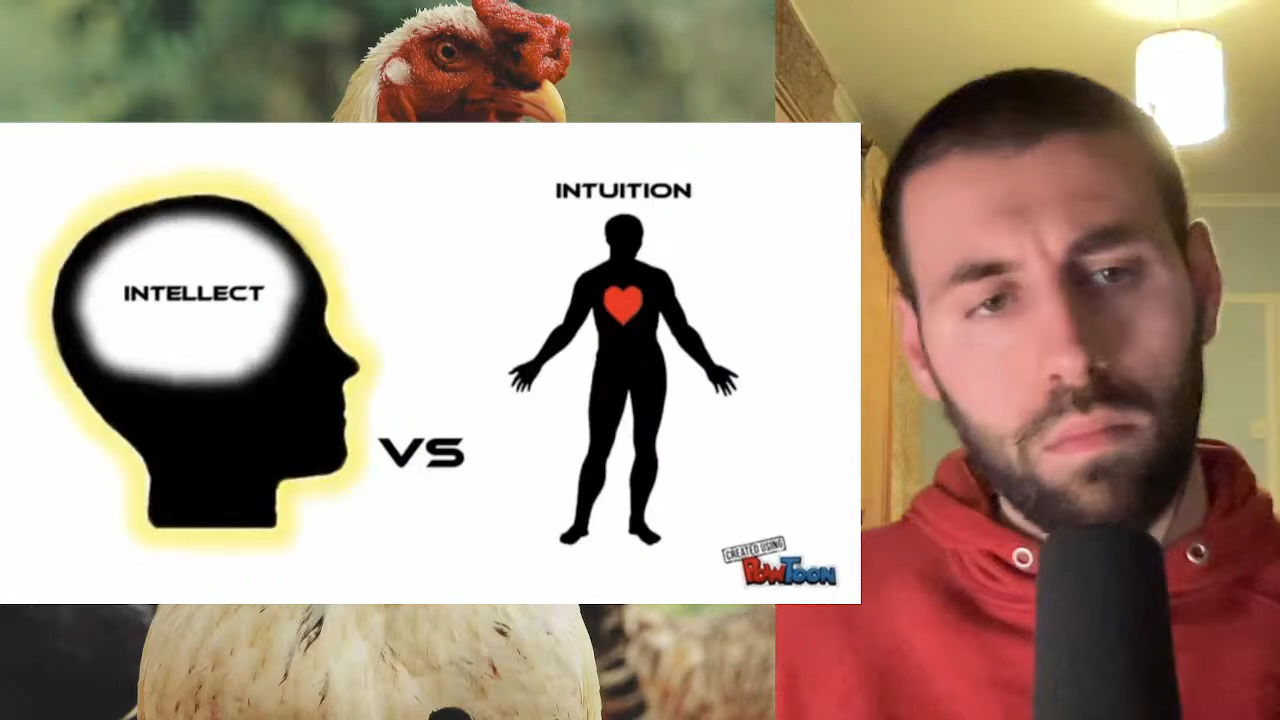 INTUITION
INTELLECT
VS
CREATED USING
POWTOON